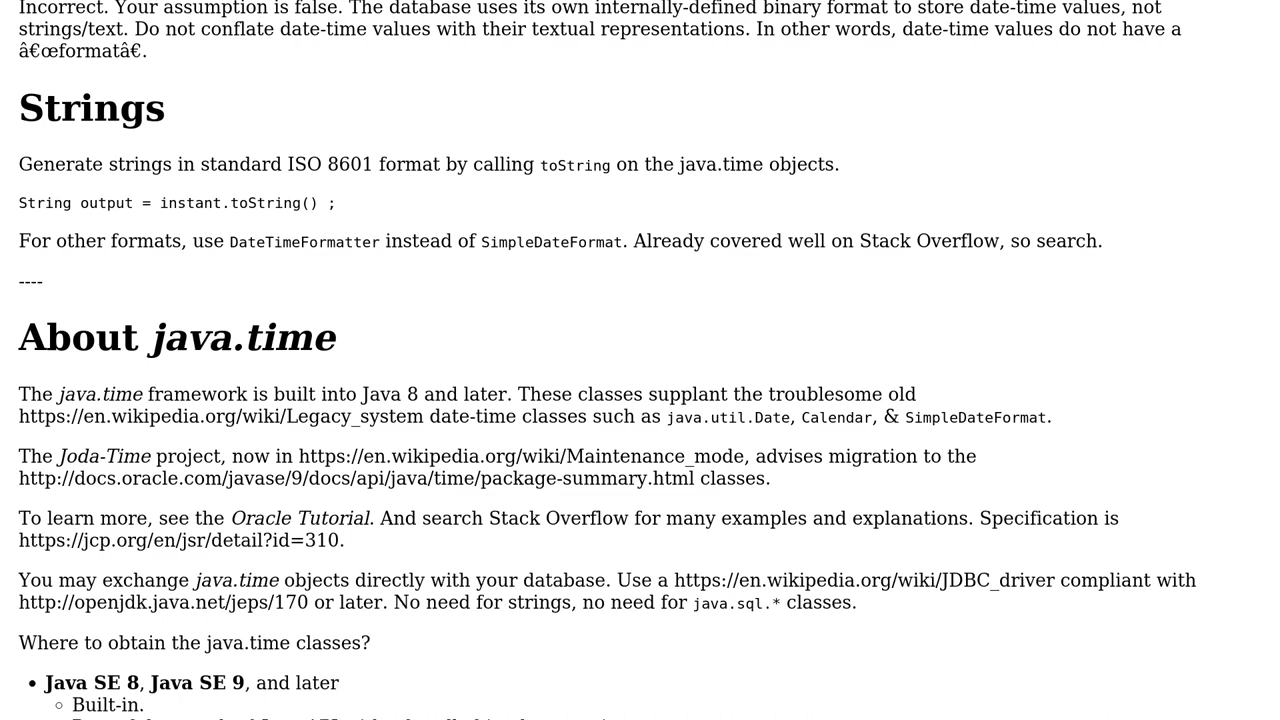 Incorrect. Your assumption is false. The database uses its own internally-defined binary format to store date-time values, not
strings/text. Do not conflate date-time values with their textual representations. In other words, date-time values do not have a
â€œformatâ€.
Strings
Generate strings in standard ISO 8601 format by calling toString on the java.time objects.
String output = instant.toString() ;
For other formats, use DateTimeFormatter instead of SimpleDateFormat. Already covered well on Stack Overflow, so search.
----
About java.time
The java.time framework is built into Java 8 and later. These classes supplant the troublesome old
https://en.wikipedia.org/wiki/Legacy_system date-time classes such as java.util.Date, Calendar, & SimpleDateFormat.
The Joda-Time project, now in https://en.wikipedia.org/wiki/Maintenance_mode, advises migration to the
http://docs.oracle.com/javase/9/docs/api/java/time/package-summary.html classes.
To learn more, see the Oracle Tutorial. And search Stack Overflow for many examples and explanations. Specification is
https://jcp.org/en/jsr/detail?id=310.
You may exchange java.time objects directly with your database. Use a https://en.wikipedia.org/wiki/JDBC_driver compliant with
http://openjdk.java.net/jeps/170 or later. No need for strings, no need for java.sql.* classes.
Where to obtain the java.time classes?
• Java SE 8, Java SE 9, and later
◦ Built-in.